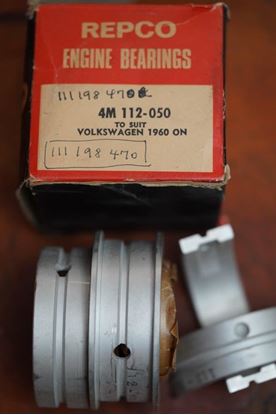 REPCO
ENGINE BEARINGS
111 198 470
4M 112-050
TO SUIT
VOLKSWAGEN 1960 ON
111 198 470